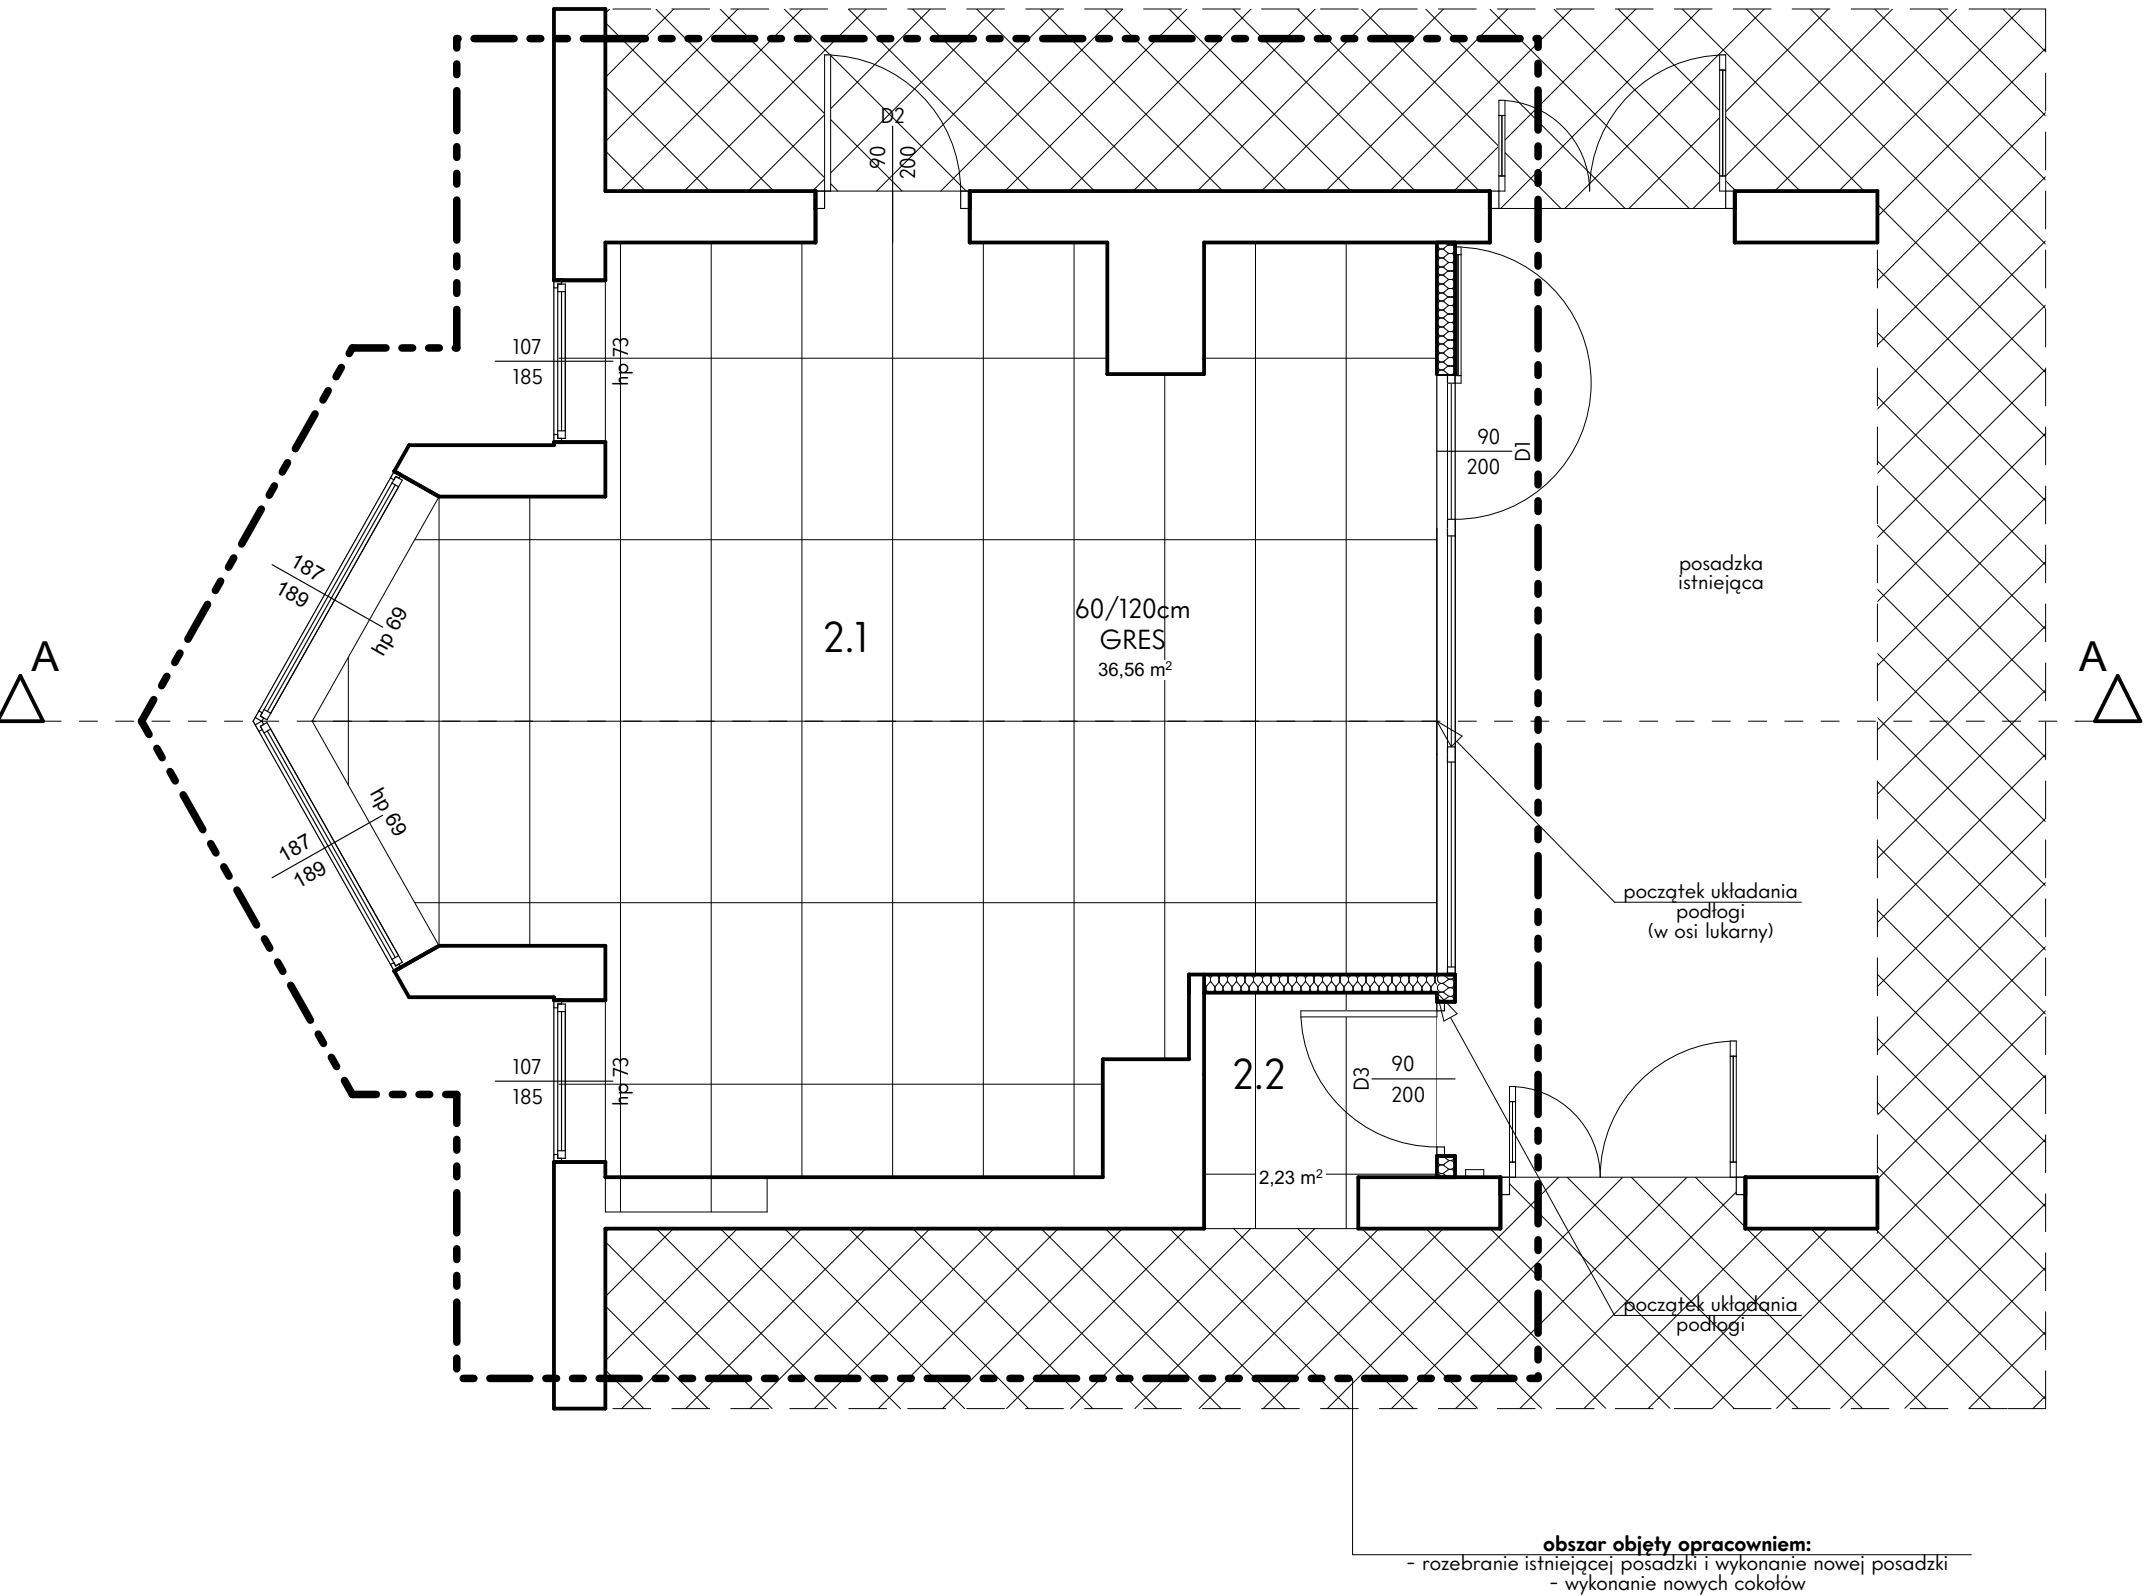 D2
90
200
107
185
hp 73
90
200
D1
187
189
hp 69
posadzka
istniejąca
60/120cm
GRES
36,56 m²
2.1
A
A
hp 69
187
189
początek układania
podłogi
(w osi lukarny)
107
185
hp 73
2.2
D3
90
200
2,23 m²
początek układania
podłogi
obszar objęty opracowniem:
- rozebranie istniejącej posadzki i wykonanie nowej posadzki
- wykonanie nowych cokołów